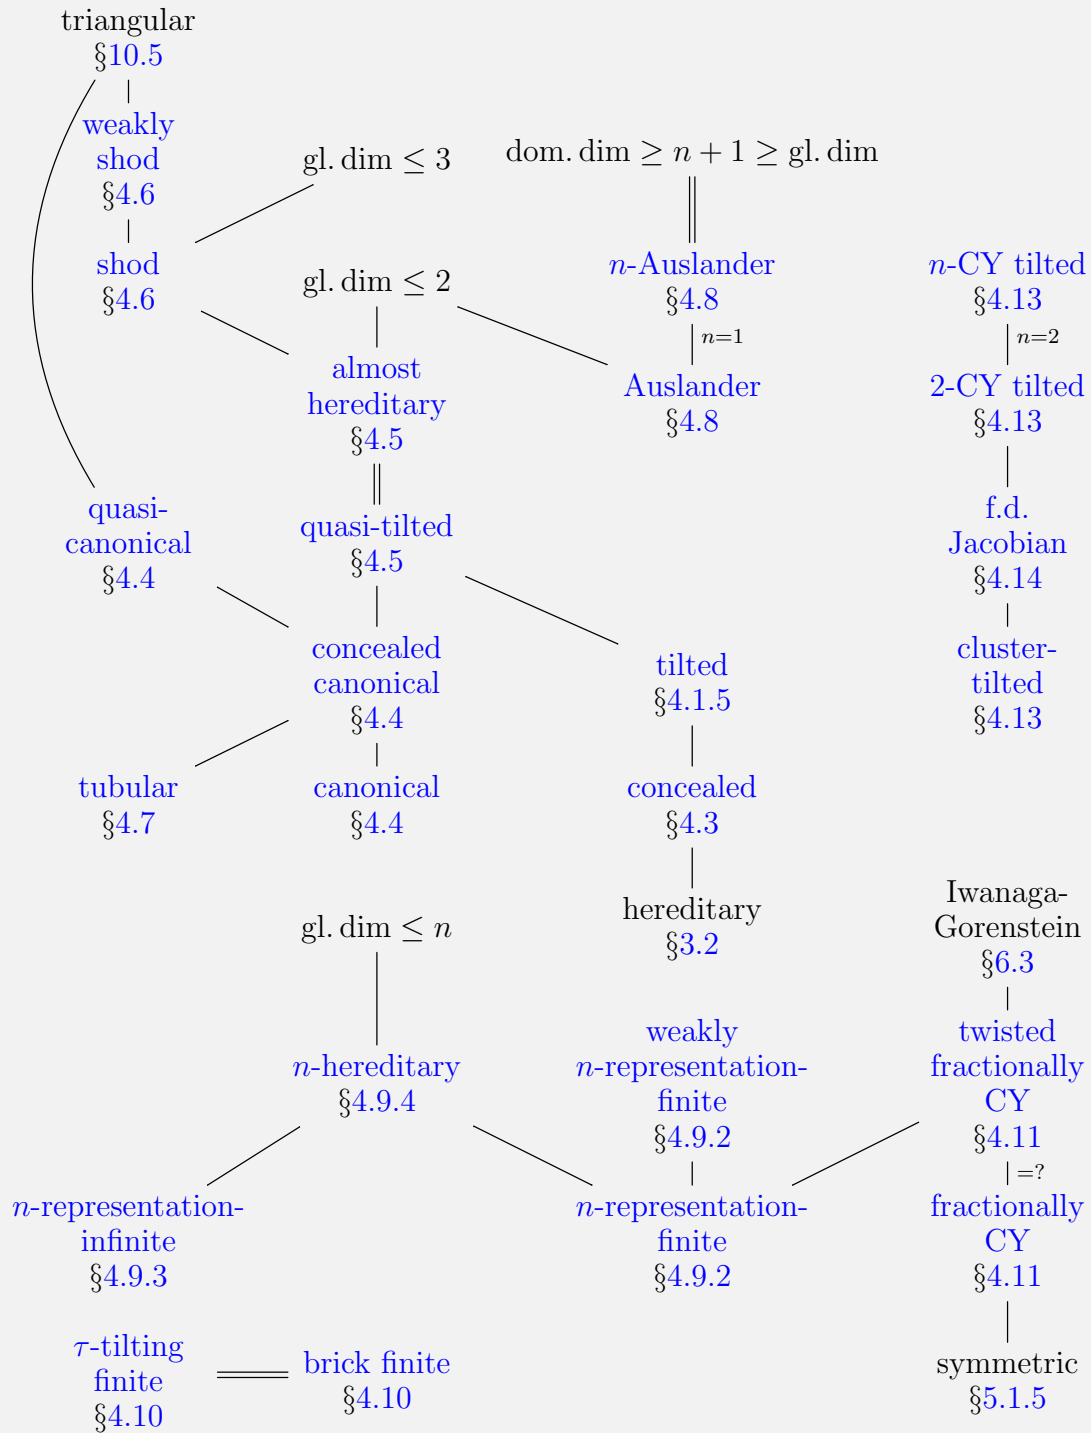 triangular
§10.5
weakly
shod
§4.6
gl. dim ≤ 3
dom. dim ≥ n + 1 ≥ gl. dim
shod
§4.6
gl. dim ≤ 2
n-Auslander
§4.8
n-CY tilted
§4.13
n=1
n=2
almost
hereditary
§4.5
Auslander
§4.8
2-CY tilted
§4.13
quasi-
canonical
§4.4
quasi-tilted
§4.5
f.d.
Jacobian
§4.14
concealed
canonical
§4.4
tilted
§4.1.5
cluster-
tilted
§4.13
tubular
§4.7
canonical
§4.4
concealed
§4.3
gl. dim ≤ n
hereditary
§3.2
Iwanaga-
Gorenstein
§6.3
n-hereditary
§4.9.4
weakly
n-representation-
finite
§4.9.2
twisted
fractionally
CY
§4.11
=?
n-representation-
infinite
§4.9.3
n-representation-
finite
§4.9.2
fractionally
CY
§4.11
τ-tilting
finite
§4.10
brick finite
§4.10
symmetric
§5.1.5